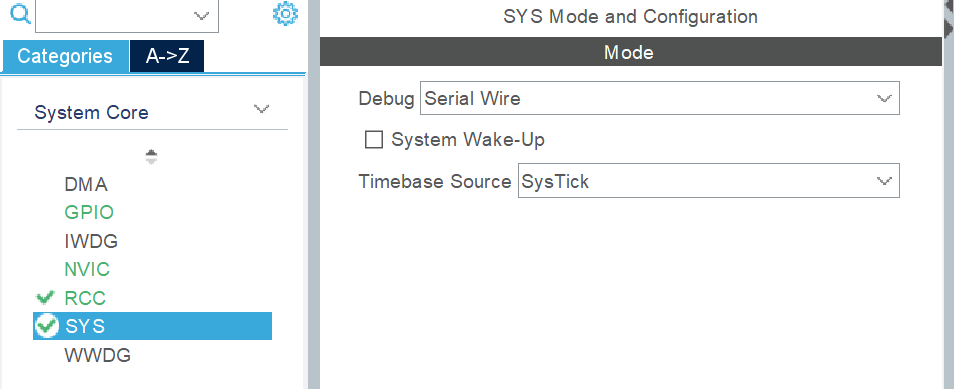 Categories
A->Z
System Core
DMA
GPIO
IWDG
NVIC
RCC
SYS
WWDG
SYS Mode and Configuration
Mode
Debug Serial Wire
System Wake-Up
Timebase Source SysTick